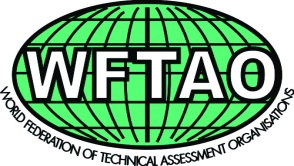 WFTAO
WORLD FEDERATION OF TECHNICAL ASSESSMENT ORGANISATIONS